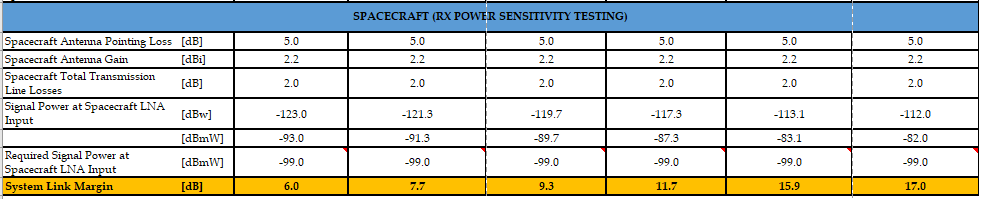 SPACECRAFT (RX POWER SENSITIVITY TESTING)
Spacecraft Antenna Pointing Loss [dB] 5.0 5.0 5.0 5.0 5.0 5.0
Spacecraft Antenna Gain [dBi] 2.2 2.2 2.2 2.2 2.2 2.2
Spacecraft Total Transmission
Line Losses [dB] 2.0 2.0 2.0 2.0 2.0 2.0
Signal Power at Spacecraft LNA
Input [dBw] -123.0 -121.3 -119.7 -117.3 -113.1 -112.0
[dBmW] -93.0 -91.3 -89.7 -87.3 -83.1 -82.0
Required Signal Power at
Spacecraft LNA Input [dBmW] -99.0 -99.0 -99.0 -99.0 -99.0 -99.0
System Link Margin [dB] 6.0 7.7 9.3 11.7 15.9 17.0